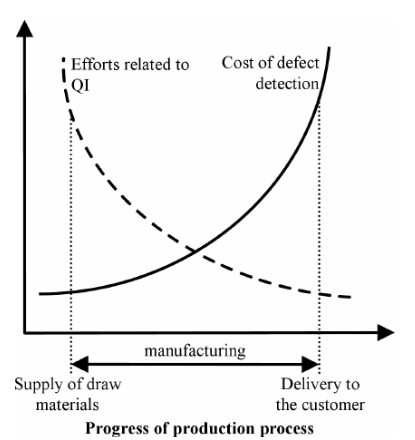 Efforts related to
QI
Cost of defect
detection
manufacturing
Supply of draw
materials
Delivery to
the customer
Progress of production process